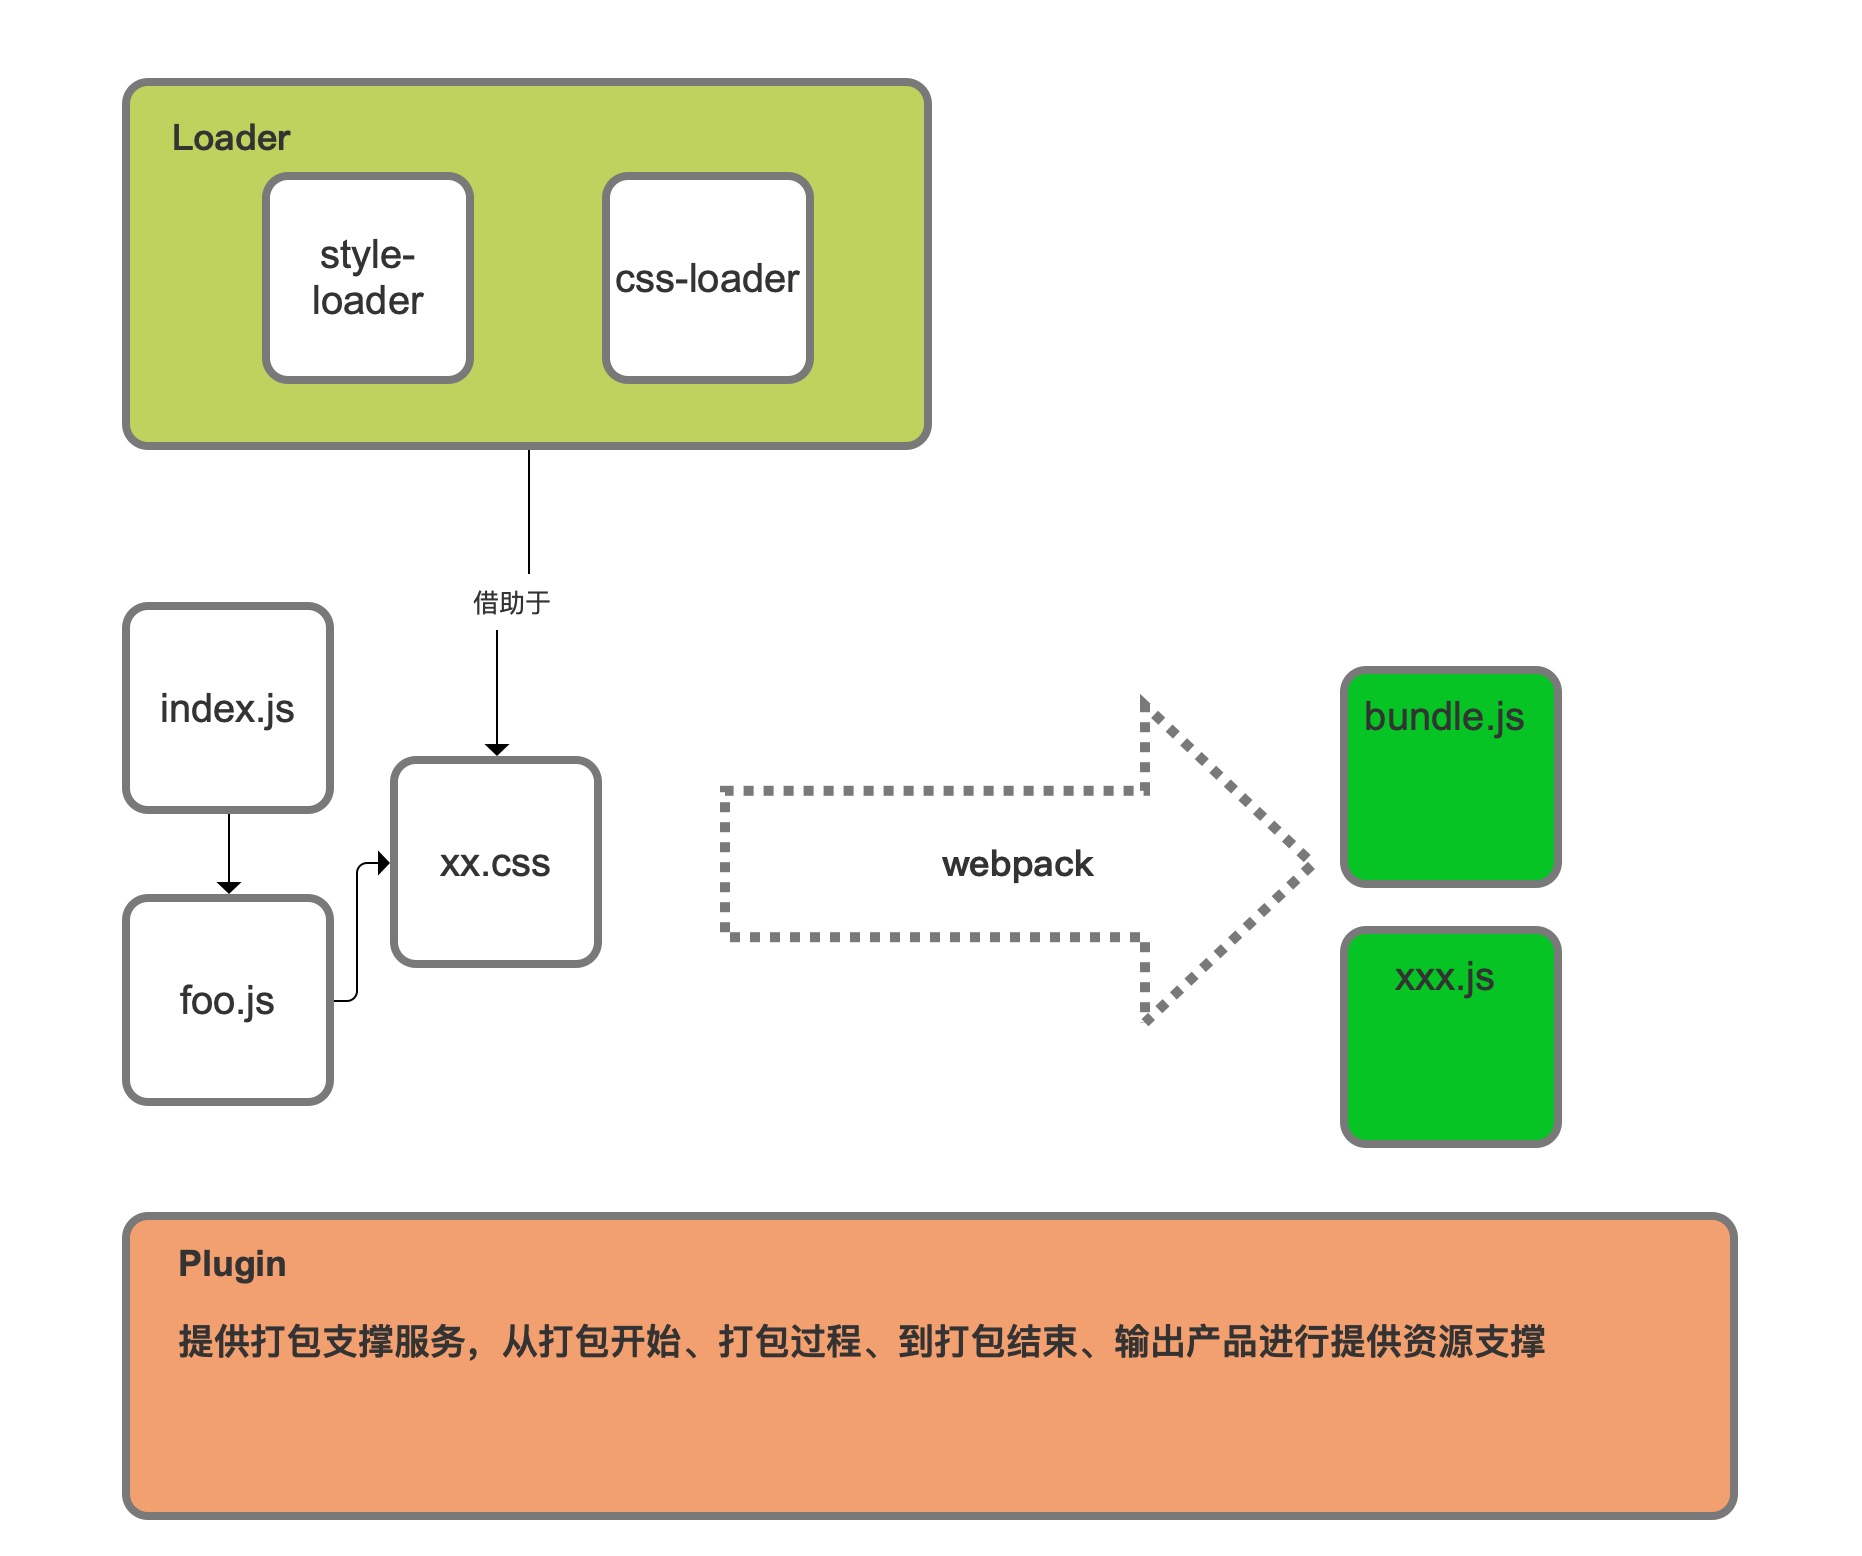 Loader
style-
loader
css-loader
借助于
index.js
xx.css
foo.js
webpack
bundle.js
xxx.js
Plugin
提供打包支撑服务，从打包开始、打包过程、到打包结束、输出产品进行提供资源支撑